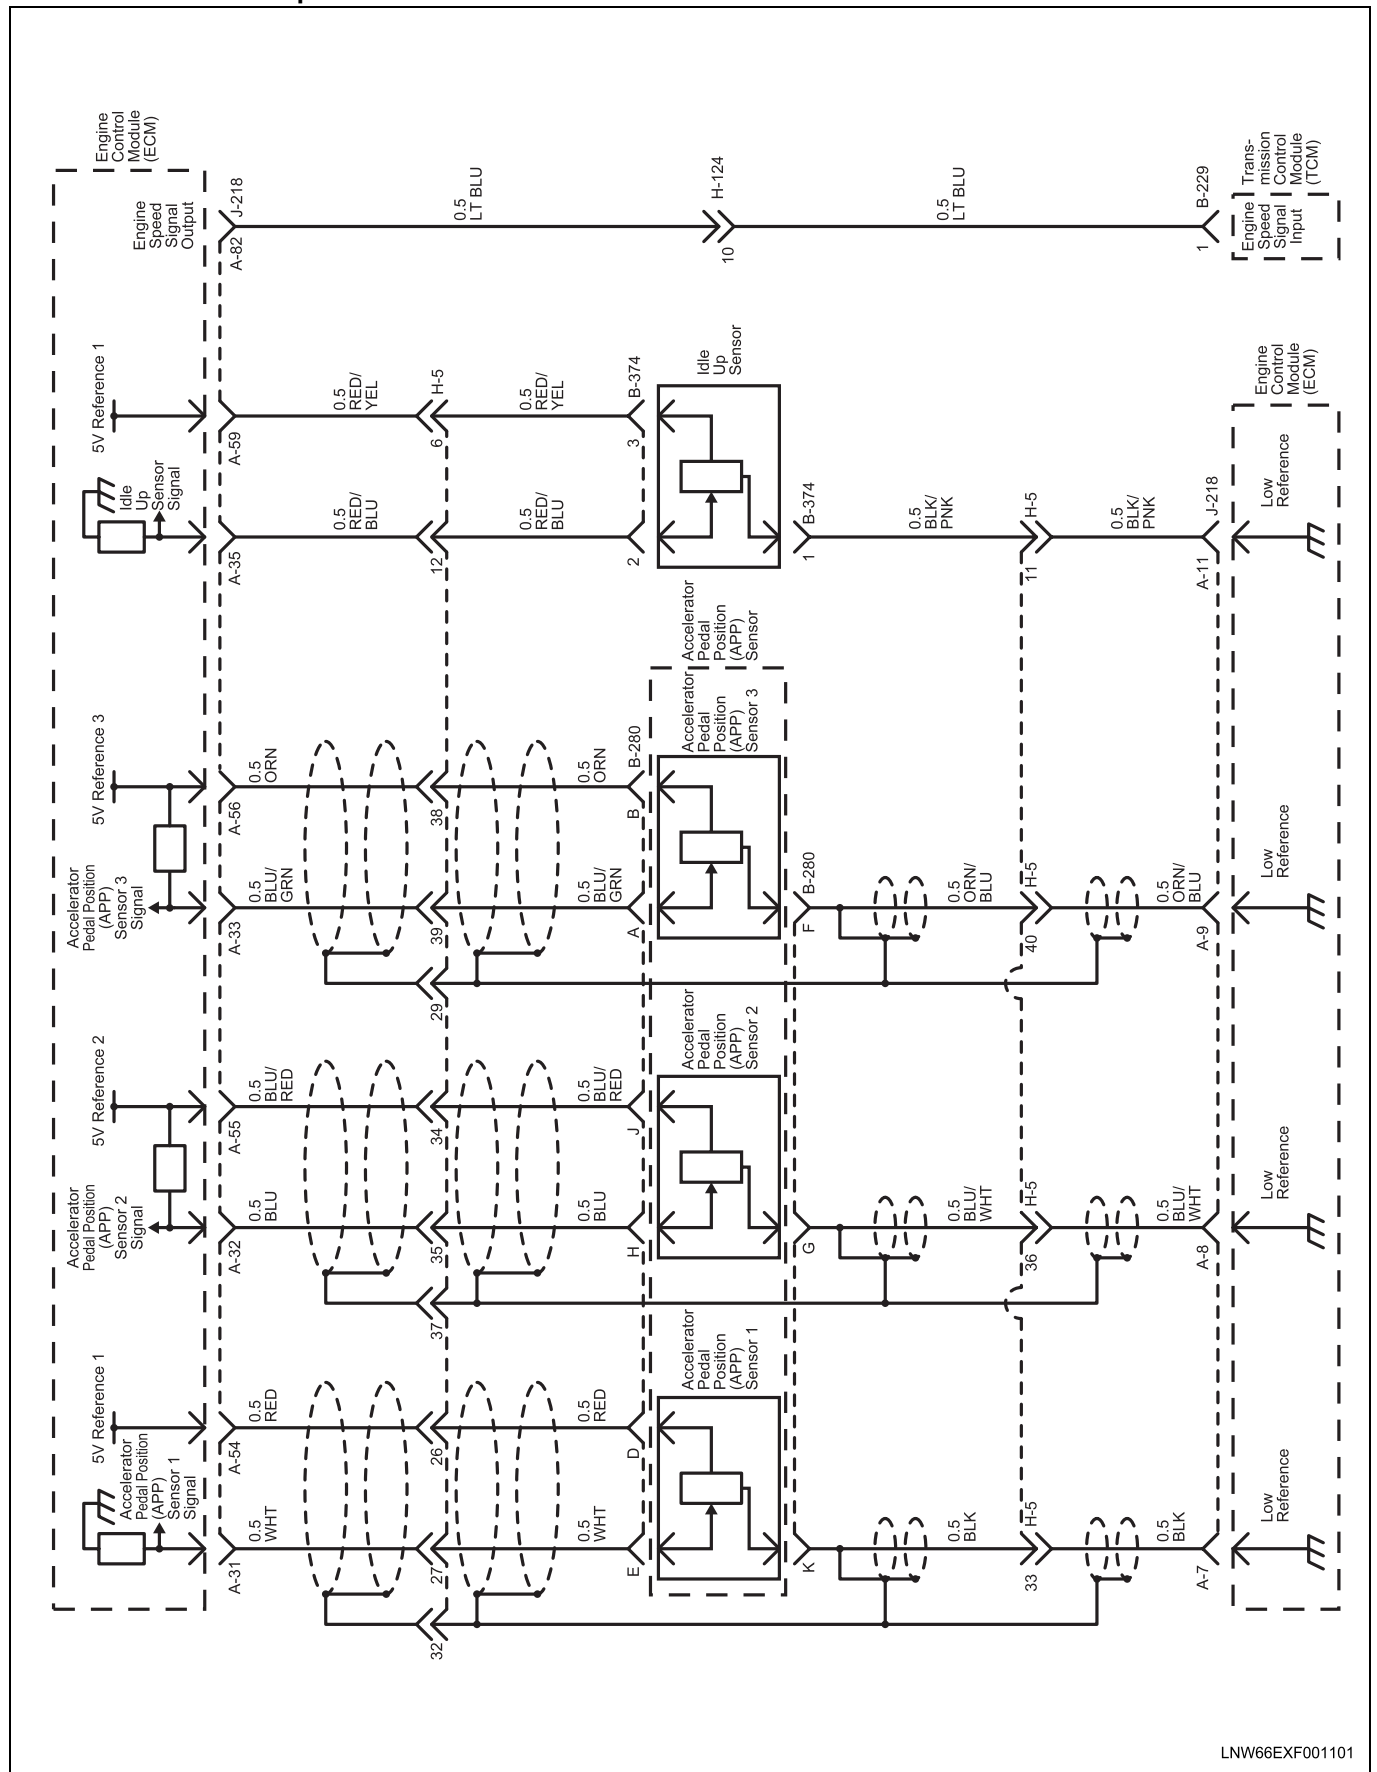 Engine
Control
Module
(ECM)
Engine
Speed
Signal
Output
J-218
A-82
0.5
LT BLU
H-124
10
0.5
LT BLU
B-229
1
Trans-
mission
Control
Module
(TCM)
Engine
Speed
Signal
Input
5V Reference 1
Idle
Up
Sensor
Signal
A-59
A-35
0.5
RED/
YEL
0.5
RED/
BLU
H-5
6
12
0.5
RED/
YEL
0.5
RED/
BLU
B-374
3
2
Idle
Up
Sensor
B-374
1
0.5
BLK/
PNK
H-5
11
0.5
BLK/
PNK
J-218
A-11
Engine
Control
Module
(ECM)
Low
Reference
5V Reference 3
Accelerator
Pedal Position
(APP)
Sensor 3
Signal
A-56
A-33
0.5
ORN
0.5
BLU/
GRN
38
39
29
0.5
ORN
0.5
BLU/
GRN
B-280
B
A
Accelerator
Pedal
Position
(APP)
Sensor
Accelerator
Pedal
Position
(APP)
Sensor 3
B-280
F
0.5
ORN/
BLU
H-5
40
0.5
ORN/
BLU
A-9
Low
Reference
5V Reference 2
Accelerator
Pedal Position
(APP)
Sensor 2
Signal
A-55
A-32
0.5
BLU/
RED
0.5
BLU
34
35
37
0.5
BLU/
RED
0.5
BLU
J
H
Accelerator
Pedal
Position
(APP)
Sensor 2
G
0.5
BLU/
WHT
H-5
36
0.5
BLU/
WHT
A-8
Low
Reference
5V Reference 1
Accelerator
Pedal Position
(APP)
Sensor 1
Signal
A-54
A-31
0.5
RED
0.5
WHT
26
27
32
0.5
RED
0.5
WHT
D
E
Accelerator
Pedal
Position
(APP)
Sensor 1
K
0.5
BLK
H-5
33
0.5
BLK
A-7
Low
Reference
LNW66EXF001101